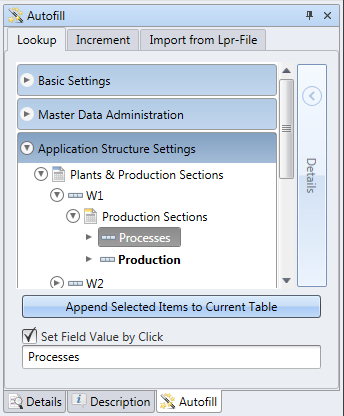 Autofill
Lookup Increment Import from Lpr-File
Basic Settings
Master Data Administration
Application Structure Settings
Plants & Production Sections
W1
Production Sections
Processes
Production
W2
Details
Append Selected Items to Current Table
Set Field Value by Click
Processes
Details Description Autofill